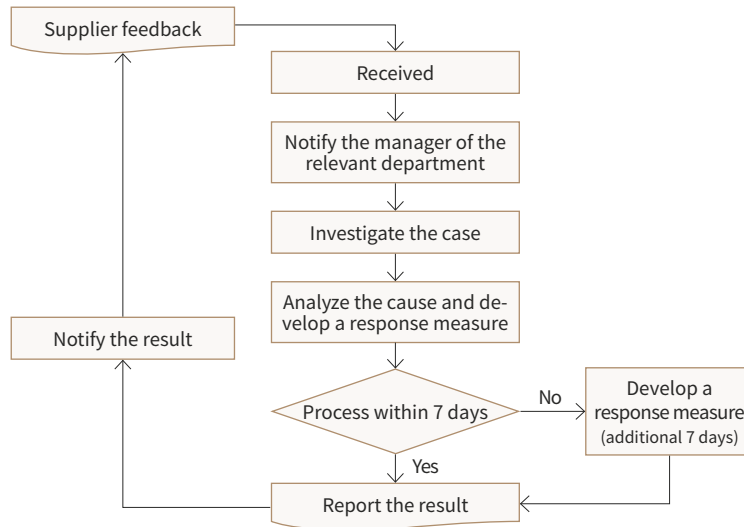 Supplier feedback
Received
Notify the manager of the
relevant department
Investigate the case
Analyze the cause and de-
velop a response measure
Notify the result
Process within 7 days
No
Develop a
response measure
(additional 7 days)
Yes
Report the result